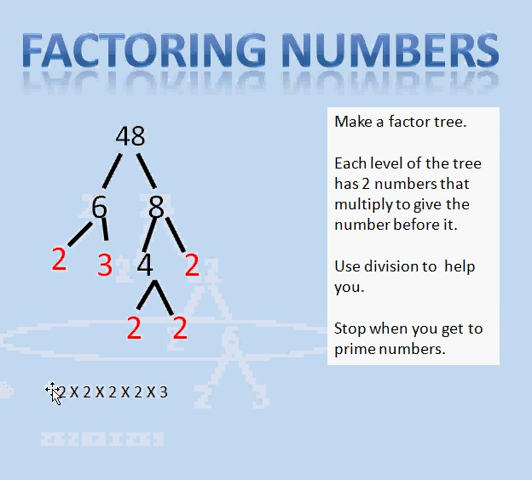 FACTORING NUMBERS
48
6 8
2 3 4 2
2 2
2 X 2 X 2 X 2 X 3
Make a factor tree.
Each level of the tree
has 2 numbers that
multiply to give the
number before it.
Use division to help
you.
Stop when you get to
prime numbers.